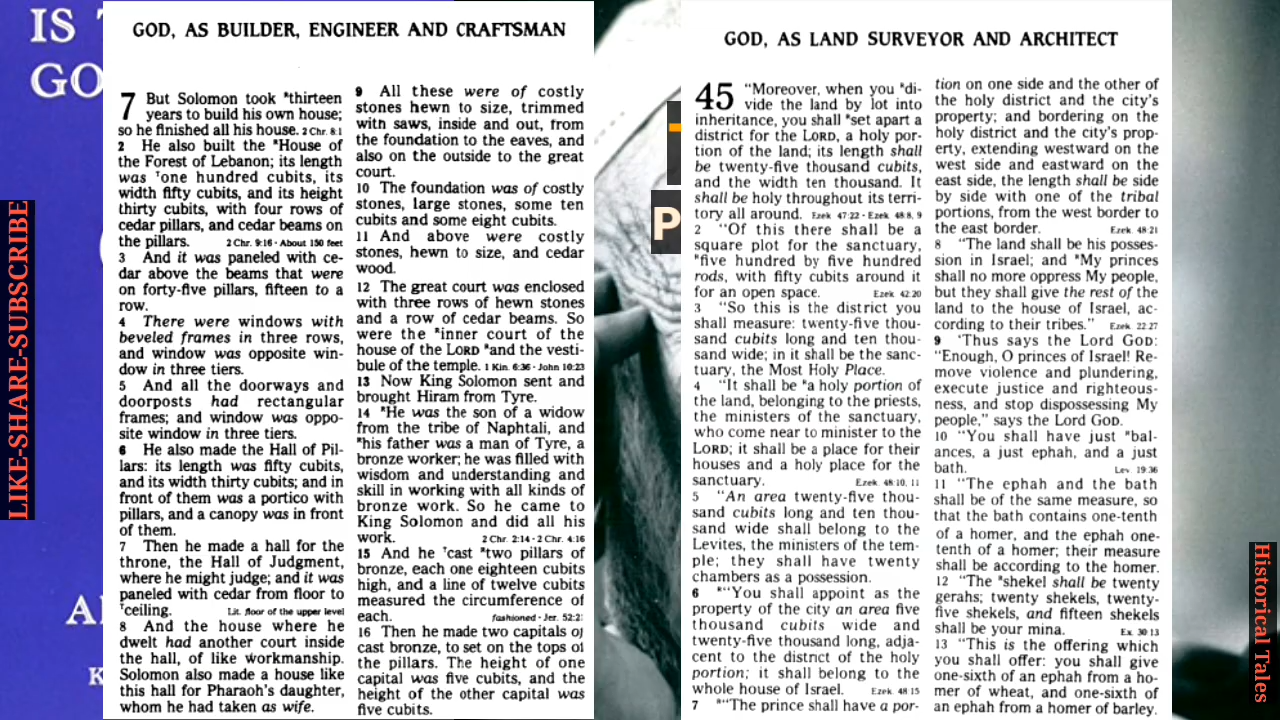 IS
GO
LIKE-SHARE-SUBSCRIBE
GOD, AS BUILDER, ENGINEER AND CRAFTSMAN
7 But Solomon took *thirteen
years to build his own house;
so he finished all his house. 2 Chr. 8:1
2 He also built the *House of
the Forest of Lebanon; its length
was †one hundred cubits, its
width fifty cubits, and its height
thirty cubits, with four rows of
cedar pillars, and cedar beams on
the pillars. 2 Chr. 9:16 · About 150 feet
3 And it was paneled with ce-
dar above the beams that were
on forty-five pillars, fifteen to a
row.
4 There were windows with
beveled frames in three rows,
and window was opposite win-
dow in three tiers.
5 And all the doorways and
doorposts had rectangular
frames; and window was oppo-
site window in three tiers.
6 He also made the Hall of Pil-
lars: its length was fifty cubits,
and its width thirty cubits; and in
front of them was a portico with
pillars, and a canopy was in front
of them.
7 Then he made a hall for the
throne, the Hall of Judgment,
where he might judge; and it was
paneled with cedar from floor to
†ceiling. Lit. floor of the upper level
8 And the house where he
dwelt had another court inside
the hall, of like workmanship.
Solomon also made a house like
this hall for Pharaoh's daughter,
whom he had taken as wife.
9 All these were of costly
stones hewn to size, trimmed
with saws, inside and out, from
the foundation to the eaves, and
also on the outside to the great
court.
10 The foundation was of costly
stones, large stones, some ten
cubits and some eight cubits.
11 And above were costly
stones, hewn to size, and cedar
wood.
12 The great court was enclosed
with three rows of hewn stones
and a row of cedar beams. So
were the *inner court of the
house of the LORD *and the vesti-
bule of the temple. 1 Kin. 6:36 · John 10:23
13 Now King Solomon sent and
brought Hiram from Tyre.
14 *He was the son of a widow
from the tribe of Naphtali, and
*his father was a man of Tyre, a
bronze worker; he was filled with
wisdom and understanding and
skill in working with all kinds of
bronze work. So he came to
King Solomon and did all his
work. 2 Chr. 2:14 · 2 Chr. 4:16
15 And he †cast *two pillars of
bronze, each one eighteen cubits
high, and a line of twelve cubits
measured the circumference of
each. fashioned · Jer. 52:2
16 Then he made two capitals of
cast bronze, to set on the tops of
the pillars. The height of one
capital was five cubits, and the
height of the other capital was
five cubits.
P
GOD, AS LAND SURVEYOR AND ARCHITECT
45 "Moreover, when you *di-
vide the land by lot into
inheritance, you shall *set apart a
district for the LORD, a holy por-
tion of the land; its length shall
be twenty-five thousand cubits,
and the width ten thousand. It
shall be holy throughout its terri-
tory all around. Ezek 47:22 · Ezek 48:8, 9
2 "Of this there shall be a
square plot for the sanctuary,
*five hundred by five hundred
rods, with fifty cubits around it
for an open space. Ezek 42:20
3 "So this is the district you
shall measure: twenty-five thou-
sand cubits long and ten thou-
sand wide; in it shall be the sanc-
tuary, the Most Holy Place.
4 "It shall be *a holy portion of
the land, belonging to the priests,
the ministers of the sanctuary,
who come near to minister to the
LORD; it shall be a place for their
houses and a holy place for the
sanctuary. Ezek 48:10, 11
5 "An area twenty-five thou-
sand cubits long and ten thou-
sand wide shall belong to the
Levites, the ministers of the tem-
ple; they shall have twenty
chambers as a possession.
6 *"You shall appoint as the
property of the city an area five
thousand cubits wide and
twenty-five thousand long, adja-
cent to the district of the holy
portion; it shall belong to the
whole house of Israel. Ezek. 48 15
7 *"The prince shall have a por-
tion on one side and the other of
the holy district and the city's
property; and bordering on the
holy district and the city's prop-
erty, extending westward on the
west side and eastward on the
east side, the length shall be side
by side with one of the tribal
portions, from the west border to
the east border. Ezek. 48:21
8 "The land shall be his posses-
sion in Israel; and *My princes
shall no more oppress My people,
but they shall give the rest of the
land to the house of Israel, ac-
cording to their tribes." Ezek 22:27
9 'Thus says the Lord GOD:
"Enough, O princes of Israel! Re-
move violence and plundering,
execute justice and righteous-
ness, and stop dispossessing My
people," says the Lord GOD.
10 "You shall have just *bal-
ances, a just ephah, and a just
bath. Lev. 19:36
11 "The ephah and the bath
shall be of the same measure, so
that the bath contains one-tenth
of a homer, and the ephah one-
tenth of a homer; their measure
shall be according to the homer.
12 "The *shekel shall be twenty
gerahs; twenty shekels, twenty-
five shekels, and fifteen shekels
shall be your mina. Ex. 30:13
13 "This is the offering which
you shall offer: you shall give
one-sixth of an ephah from a ho-
mer of wheat, and one-sixth of
an ephah from a homer of barley.
Historical Tales